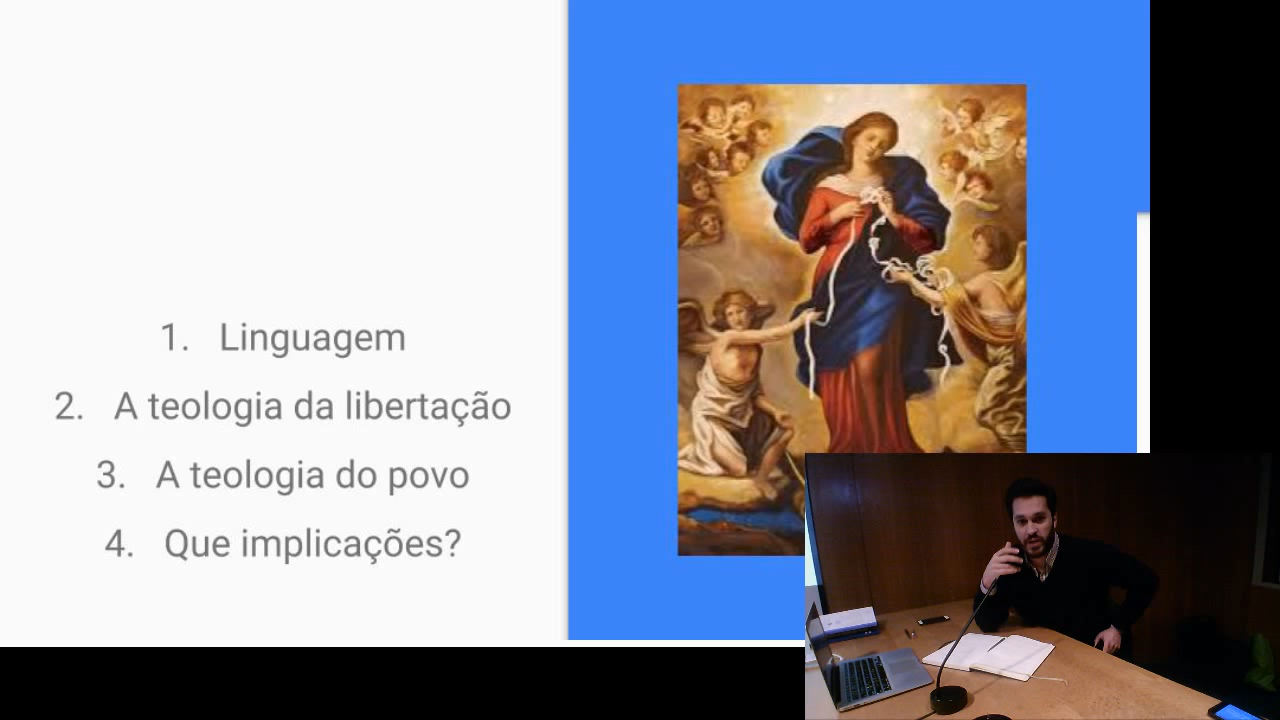 1. Linguagem
2. A teologia da libertação
3. A teologia do povo
4. Que implicações?